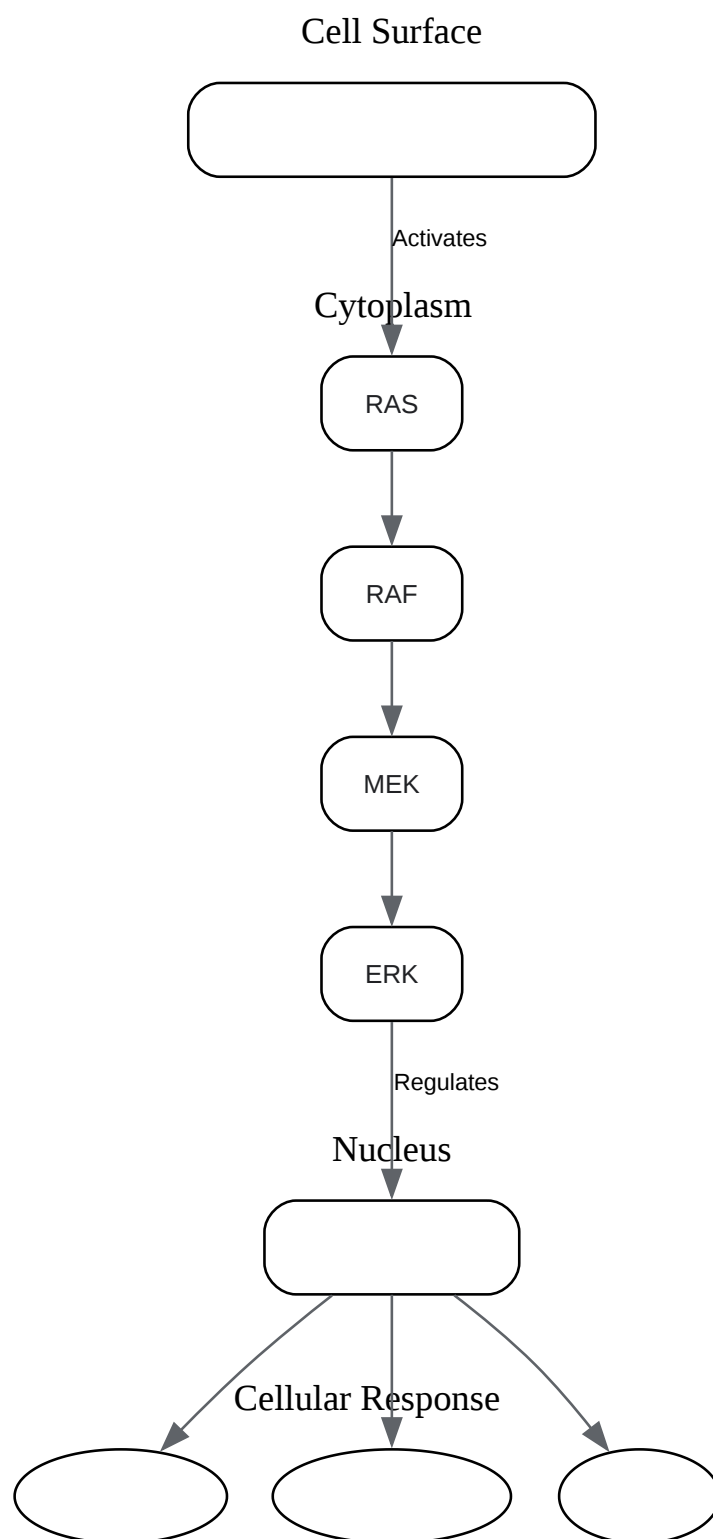 Cell Surface
Activates
Cytoplasm
RAS
RAF
MEK
ERK
Regulates
Nucleus
Cellular Response